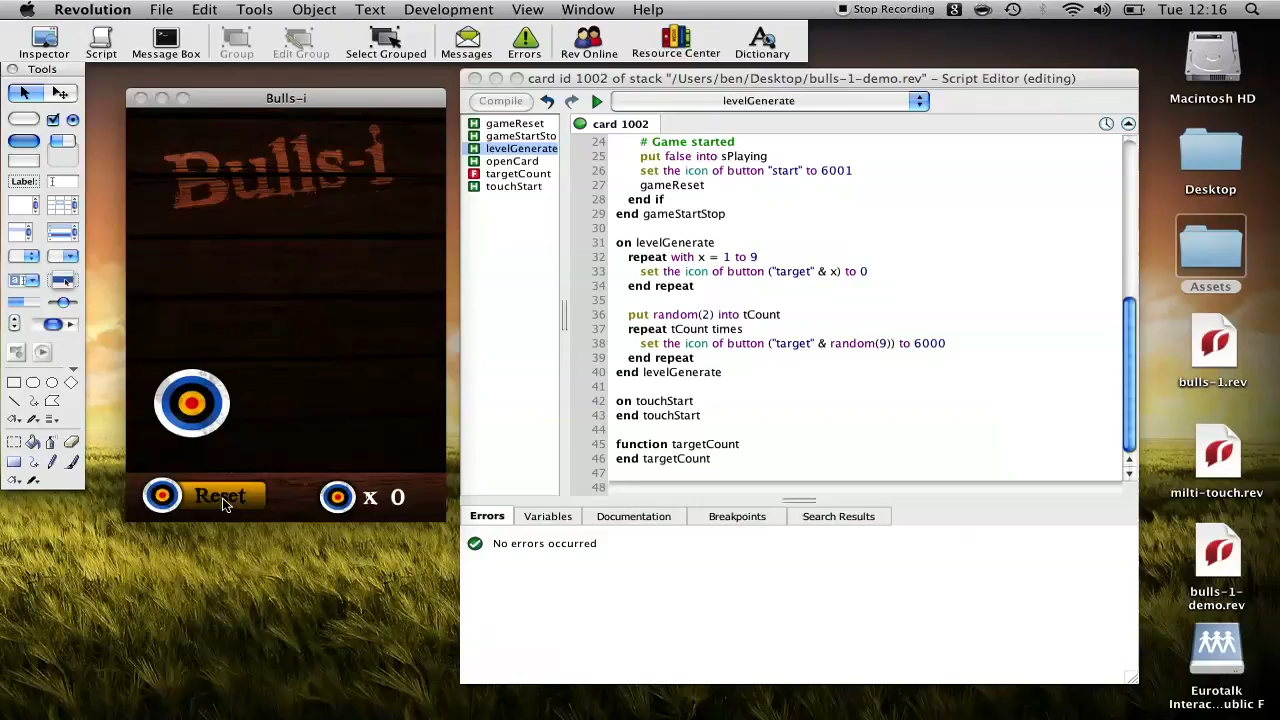 Revolution File Edit Tools Object Text Development View Window Help Stop Recording Tue 12:16
Inspector Script Message Box Group Edit Group Select Grouped Messages Errors Rev Online Resource Center Dictionary
Tools
Label:
Bulls-i
Bulls-i
Reset
x 0
card id 1002 of stack "/Users/ben/Desktop/bulls-1-demo.rev" – Script Editor (editing)
Compile levelGenerate
gameReset
gameStartSto
levelGenerate
openCard
targetCount
touchStart
card 1002
24 # Game started
25 put false into sPlaying
26 set the icon of button "start" to 6001
27 gameReset
28 end if
29 end gameStartStop
30
31 on levelGenerate
32 repeat with x = 1 to 9
33 set the icon of button ("target" & x) to 0
34 end repeat
35
36 put random(2) into tCount
37 repeat tCount times
38 set the icon of button ("target" & random(9)) to 6000
39 end repeat
40 end levelGenerate
41
42 on touchStart
43 end touchStart
44
45 function targetCount
46 end targetCount
47
48
Errors Variables Documentation Breakpoints Search Results
No errors occurred
Macintosh HD
Desktop
Assets
bulls-1.rev
milti-touch.rev
bulls-1-
demo.rev
Eurotalk
Interac...ublic F